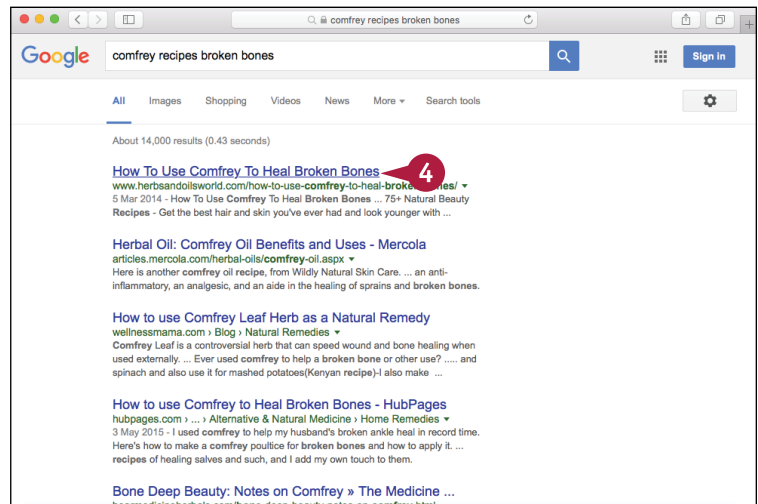 comfrey recipes broken bones
Google
comfrey recipes broken bones
Sign in
All Images Shopping Videos News More Search tools
About 14,000 results (0.43 seconds)
How To Use Comfrey To Heal Broken Bones
4
www.herbsandoilsworld.com/how-to-use-comfrey-to-heal-broke es/
5 Mar 2014 - How To Use Comfrey To Heal Broken Bones ... 75+ Natural Beauty
Recipes - Get the best hair and skin you've ever had and look younger with ...
Herbal Oil: Comfrey Oil Benefits and Uses - Mercola
articles.mercola.com/herbal-oils/comfrey-oil.aspx
Here is another comfrey oil recipe, from Wildly Natural Skin Care. ... an anti-
inflammatory, an analgesic, and an aide in the healing of sprains and broken bones.
How to use Comfrey Leaf Herb as a Natural Remedy
wellnessmama.com › Blog › Natural Remedies
Comfrey Leaf is a controversial herb that can speed wound and bone healing when
used externally. ... Ever used comfrey to help a broken bone or other use? ..... and
spinach and also use it for mashed potatoes(Kenyan recipe)-I also make ...
How to use Comfrey to Heal Broken Bones - HubPages
hubpages.com › ... › Alternative & Natural Medicine › Home Remedies
3 May 2015 - I used comfrey to help my husband's broken ankle heal in record time.
Here's how to make a comfrey poultice for broken bones and how to apply it. ...
recipes of healing salves and such, and I add my own touch to them.
Bone Deep Beauty: Notes on Comfrey » The Medicine ...